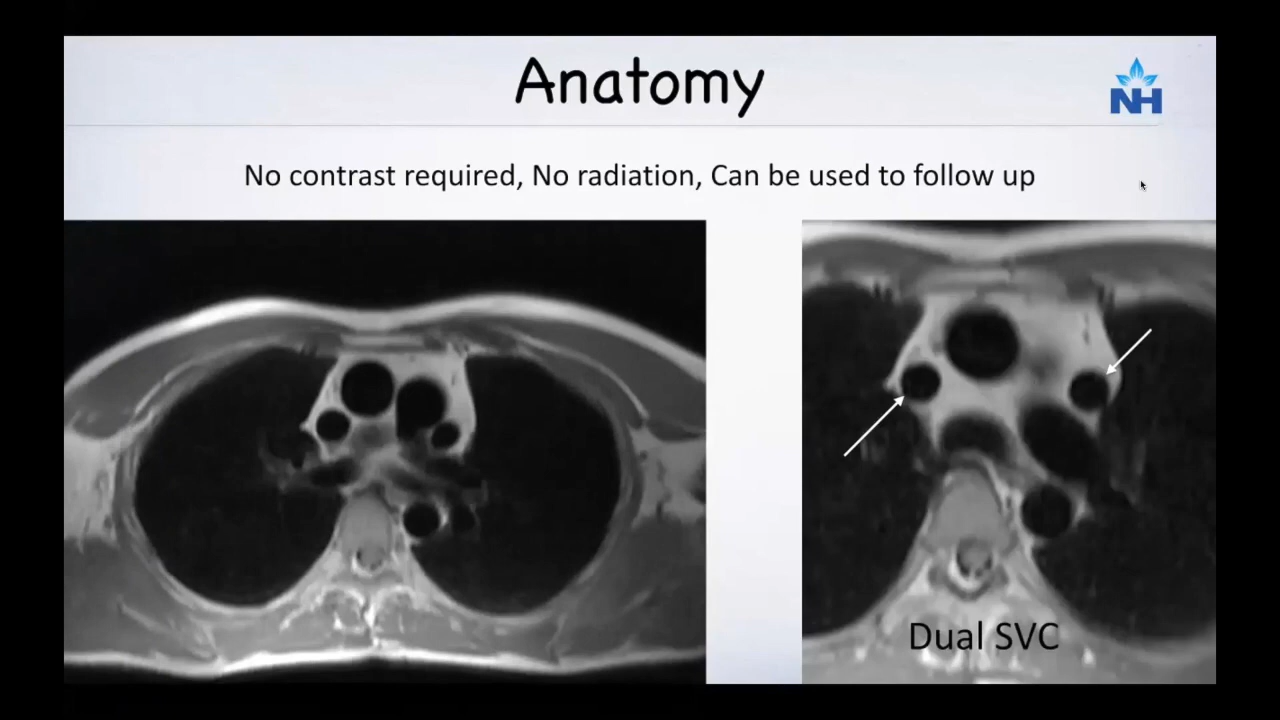 Anatomy
NH
No contrast required, No radiation, Can be used to follow up
Dual SVC